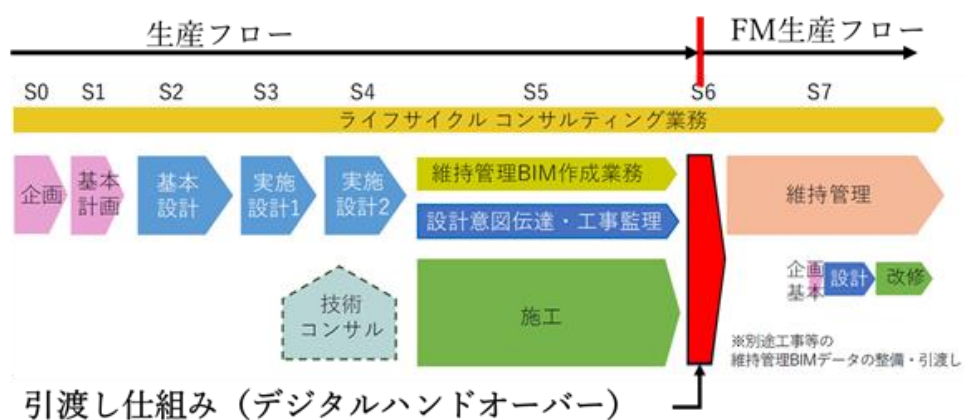 生産フロー
FM生産フロー
S0 S1 S2 S3 S4 S5 S6 S7
ライフサイクル コンサルティング業務
企画
基本
計画
基本
設計
実施
設計1
実施
設計2
維持管理BIM作成業務
設計意図伝達・工事監理
維持管理
技術
コンサル
施工
企画
基本
設計
改修
※別途工事等の
維持管理BIMデータの整備・引渡し
引渡し仕組み（デジタルハンドオーバー）